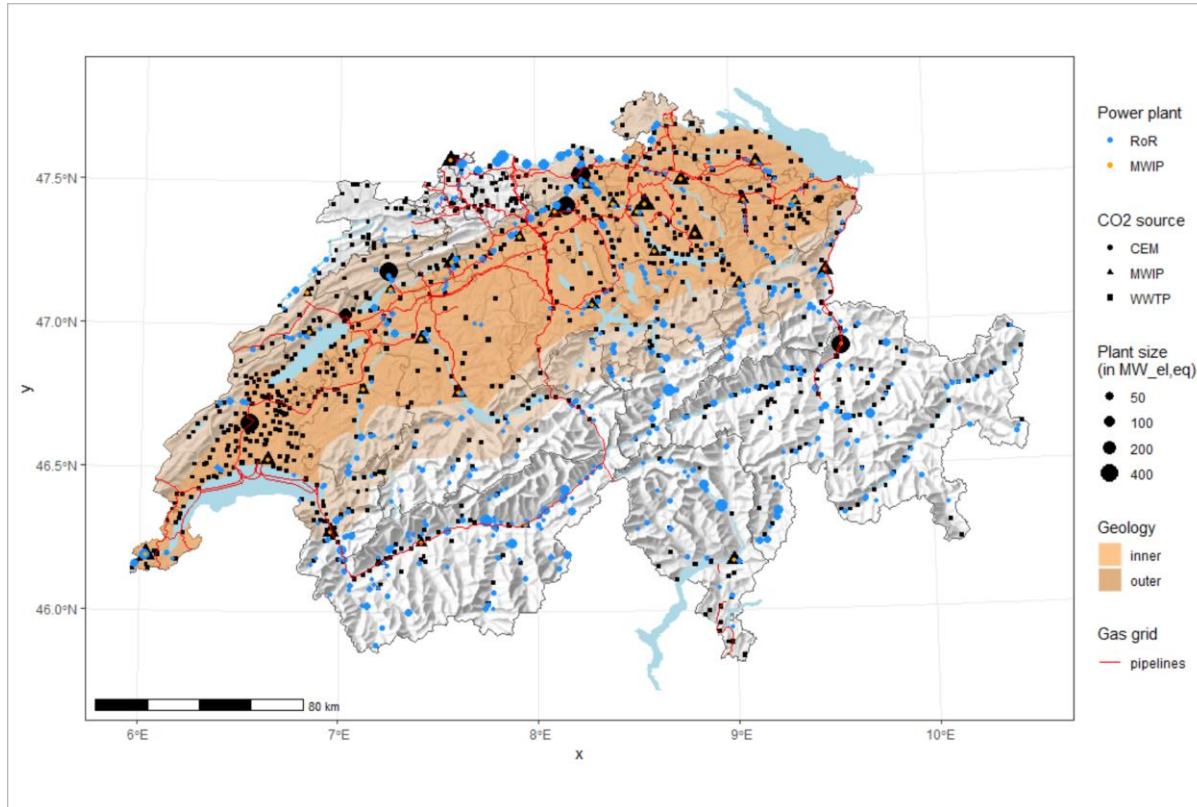 Power plant
RoR
MWIP
CO2 source
CEM
MWIP
WWTP
Plant size
(in MW_el,eq)
50
100
200
400
Geology
inner
outer
Gas grid
pipelines
47.5°N
47.0°N
46.5°N
46.0°N
y
80 km
6°E
7°E
8°E
9°E
10°E
x